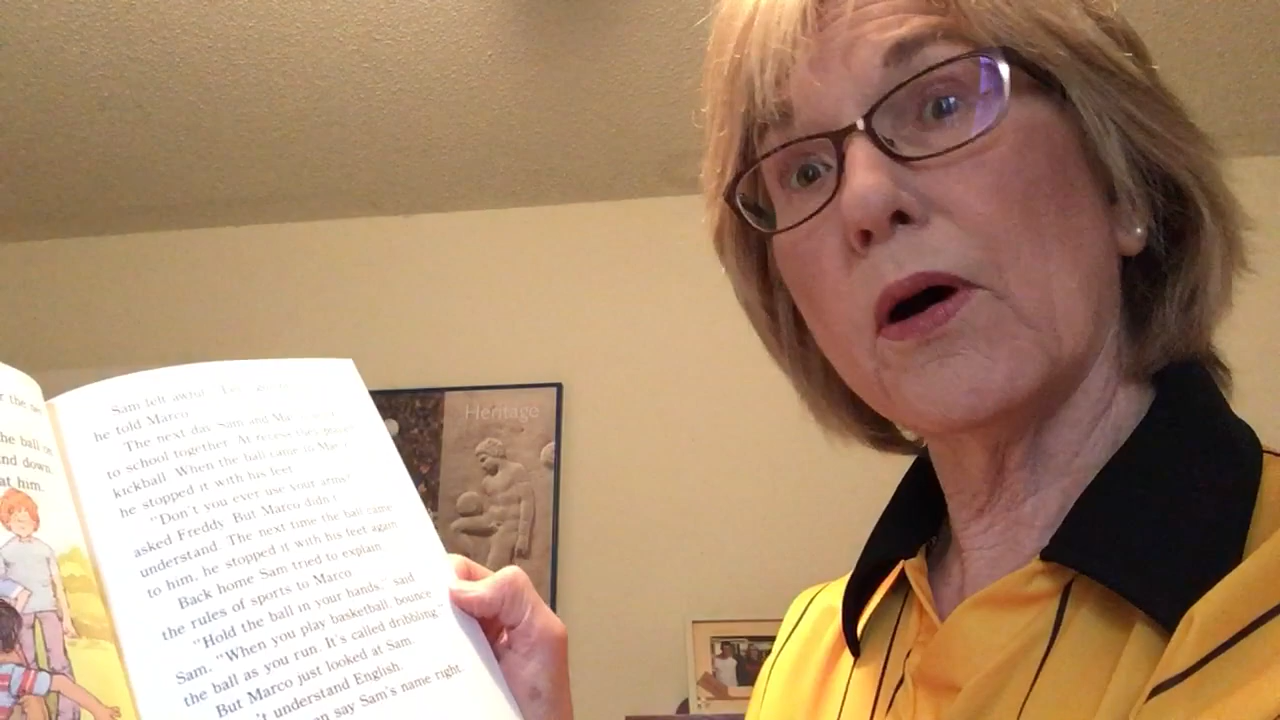 r the
he ball
nd down
at him.
Sam felt awful.
he told Marco.
The next day Sam and
to school together. At recess they played
kickball. When the ball came to Marco,
he stopped it with his feet.
"Don't you ever use your arms?"
asked Freddy. But Marco didn't
understand. The next time the ball came
to him, he stopped it with his feet again.
Back home Sam tried to explain
the rules of sports to Marco.
"Hold the ball in your hands," said
Sam. "When you play basketball, bounce
the ball as you run. It's called dribbling."
But Marco just looked at Sam.
't understand English.
an say Sam's name right.
Heritage